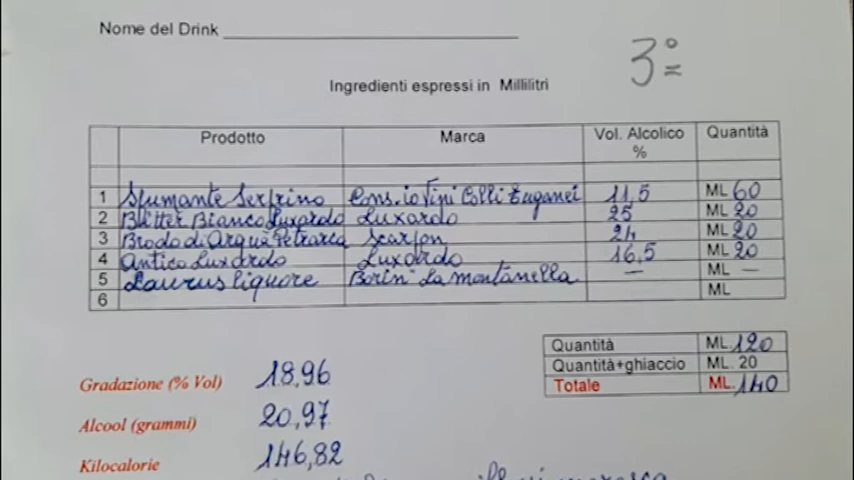 Nome del Drink
3°
Ingredienti espressi in Millilitri
Prodotto Marca Vol. Alcolico % Quantità
1 Spumante Serprino Cons.io Vini Colli Euganei 11,5 ML 60
2 Bitter Bianco Luxardo Luxardo 25 ML 20
3 Brodo di Arquà Petrarca Scarpon 24 ML 20
4 Antico Luxardo Luxardo 16,5 ML 20
5 Laurus liquore Borin La montanella — ML —
6 ML
Quantità ML. 120
Quantità+ghiaccio ML. 20
Totale ML. 140
Gradazione (% Vol) 18,96
Alcool (grammi) 20,97
Kilocalorie 146,82
marasca